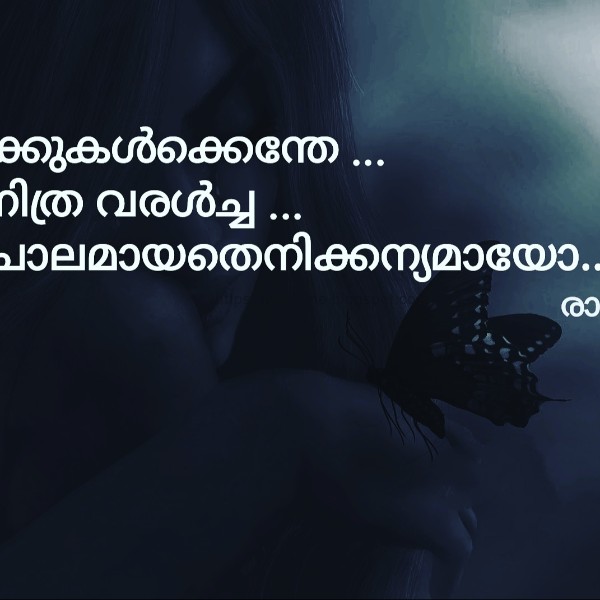 ക്കുകൾക്കെന്തേ ...
നിത്ര വരൾച്ച ...
പാലമായതെനിക്കന്യമായോ..
രാ